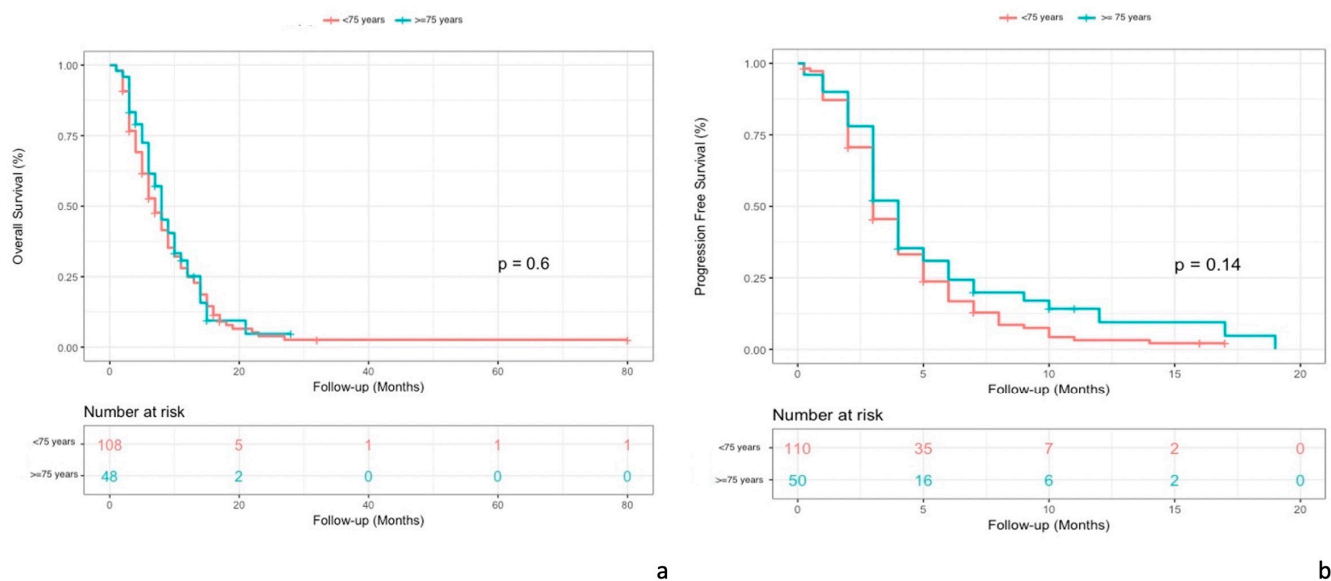 <75 years >=75 years
1.00
0.75
0.50
0.25
0.00
Overall Survival (%)
p = 0.6
0 20 40 60 80
Follow-up (Months)
Number at risk
<75 years 108 5 1 1 1
>=75 years 48 2 0 0 0
0 20 40 60 80
Follow-up (Months)
a
<75 years >= 75 years
1.00
0.75
0.50
0.25
0.00
Progression Free Survival (%)
p = 0.14
0 5 10 15 20
Follow-up (Months)
Number at risk
<75 years 110 35 7 2 0
>=75 years 50 16 6 2 0
0 5 10 15 20
Follow-up (Months)
b